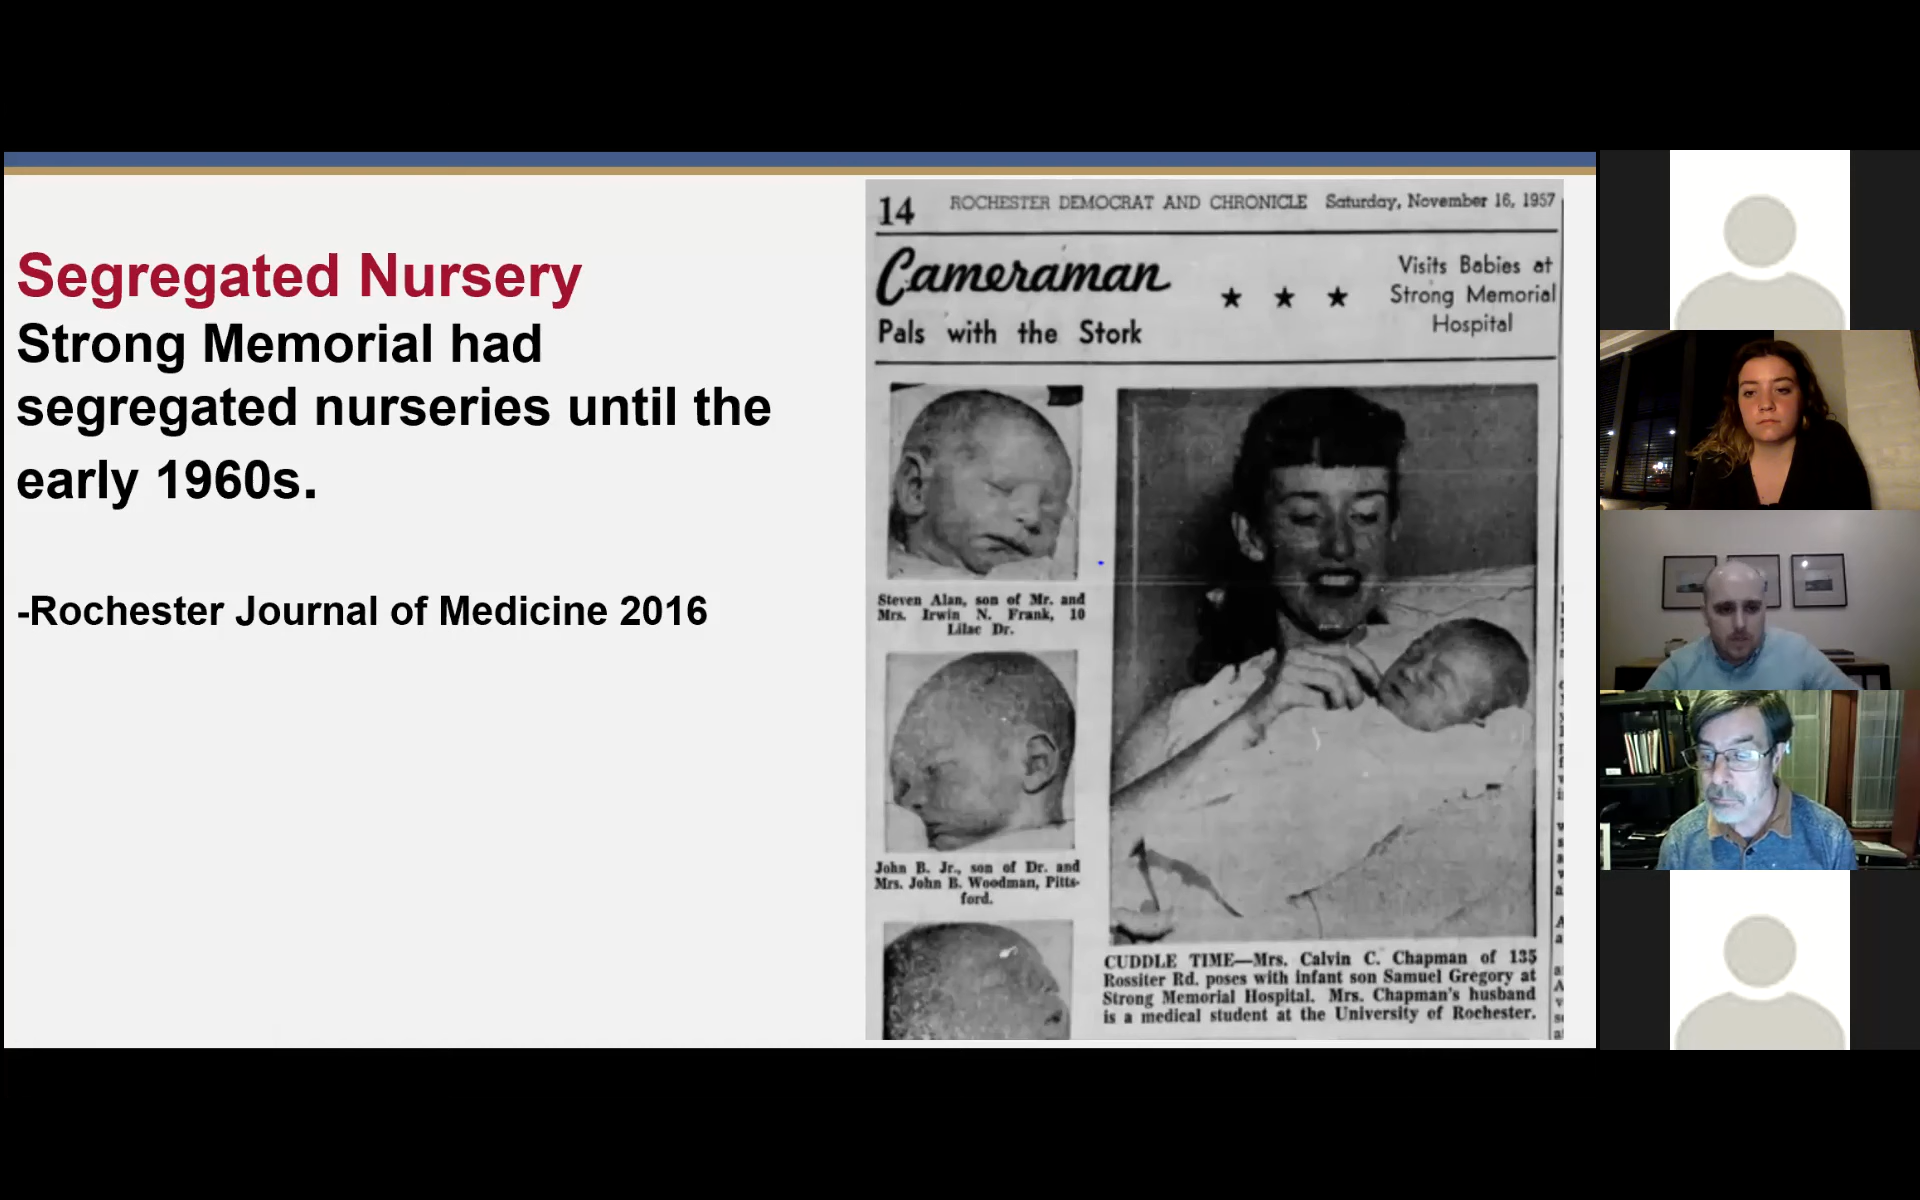 Segregated Nursery
Strong Memorial had
segregated nurseries until the
early 1960s.
-Rochester Journal of Medicine 2016
14 ROCHESTER DEMOCRAT AND CHRONICLE Saturday, November 16, 1957
Cameraman
Pals with the Stork
★ ★ ★
Visits Babies at
Strong Memorial
Hospital
Steven Alan, son of Mr. and
Mrs. Irwin N. Frank, 10
Lilac Dr.
John B. Jr., son of Dr. and
Mrs. John B. Woodman, Pitts-
ford.
CUDDLE TIME—Mrs. Calvin C. Chapman of 135
Rossiter Rd. poses with infant son Samuel Gregory at
Strong Memorial Hospital. Mrs. Chapman's husband
is a medical student at the University of Rochester.